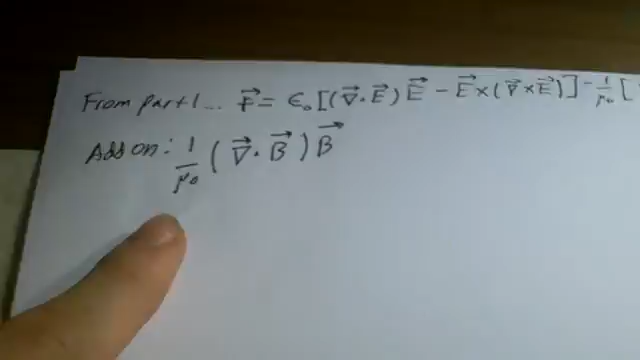 From part 1... F⃗ = ϵ₀[(∇⃗·E⃗)E⃗ − E⃗×(∇⃗×E⃗)] − 1/μ₀[
Add on: 1/μ₀ (∇⃗·B⃗)B⃗